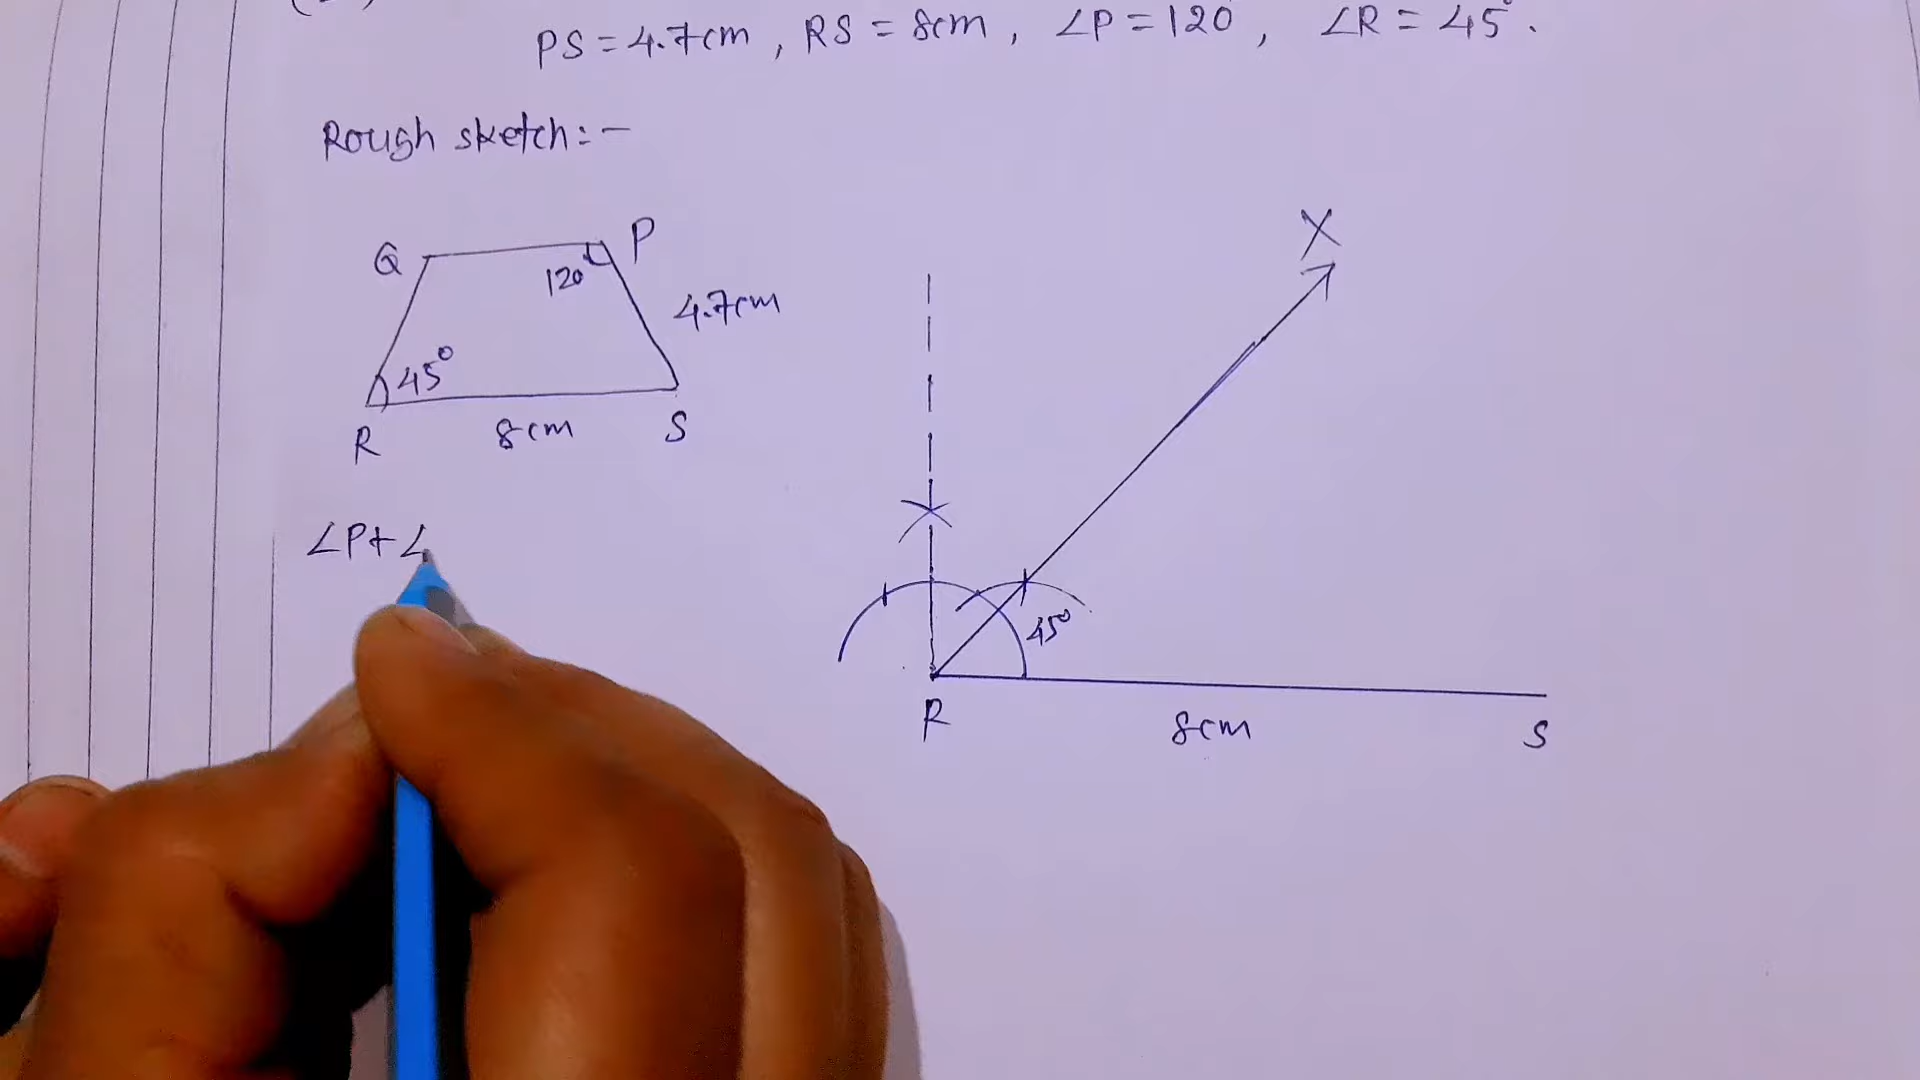 PS = 4.7cm, RS = 8cm, ∠P = 120°, ∠R = 45°.
Rough sketch:-
Q
P
120°
4.7cm
45°
R
8cm
S
∠P+∠
X
45°
R
8cm
S